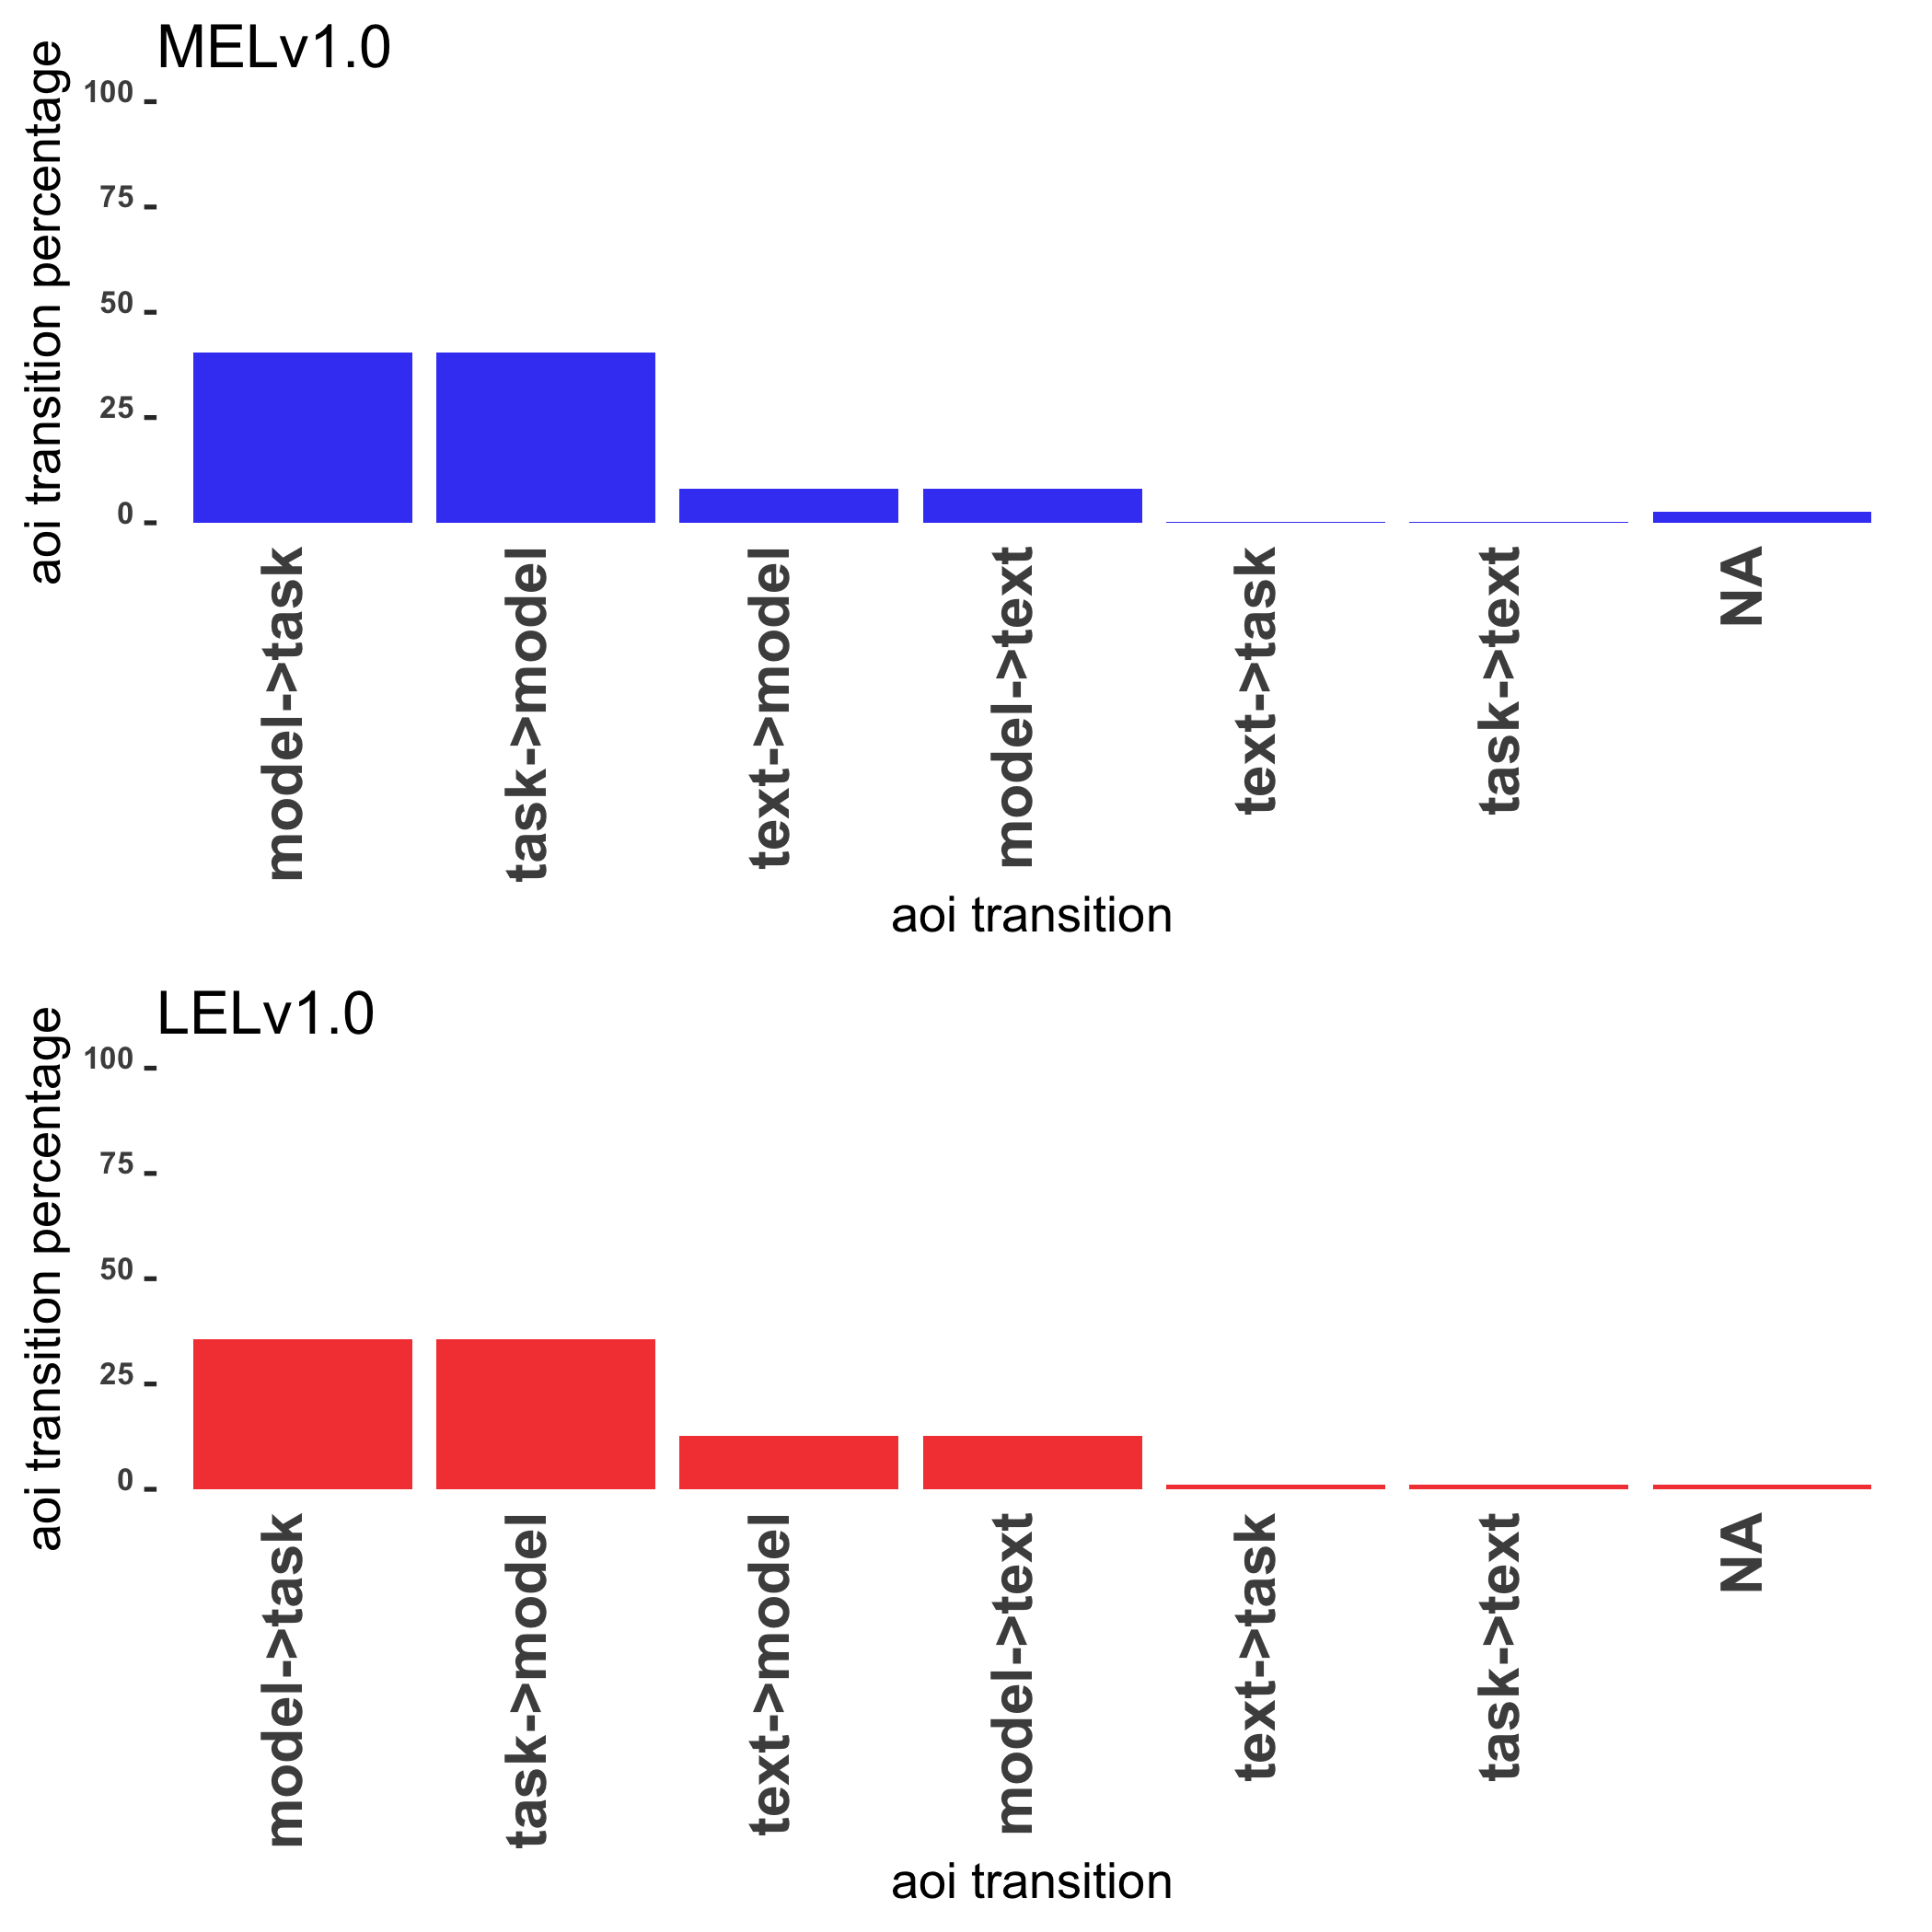 MELv1.0
aoi transition percentage
100
75
50
25
0
model->task
task->model
text->model
model->text
text->task
task->text
NA
aoi transition
LELv1.0
aoi transition percentage
100
75
50
25
0
model->task
task->model
text->model
model->text
text->task
task->text
NA
aoi transition